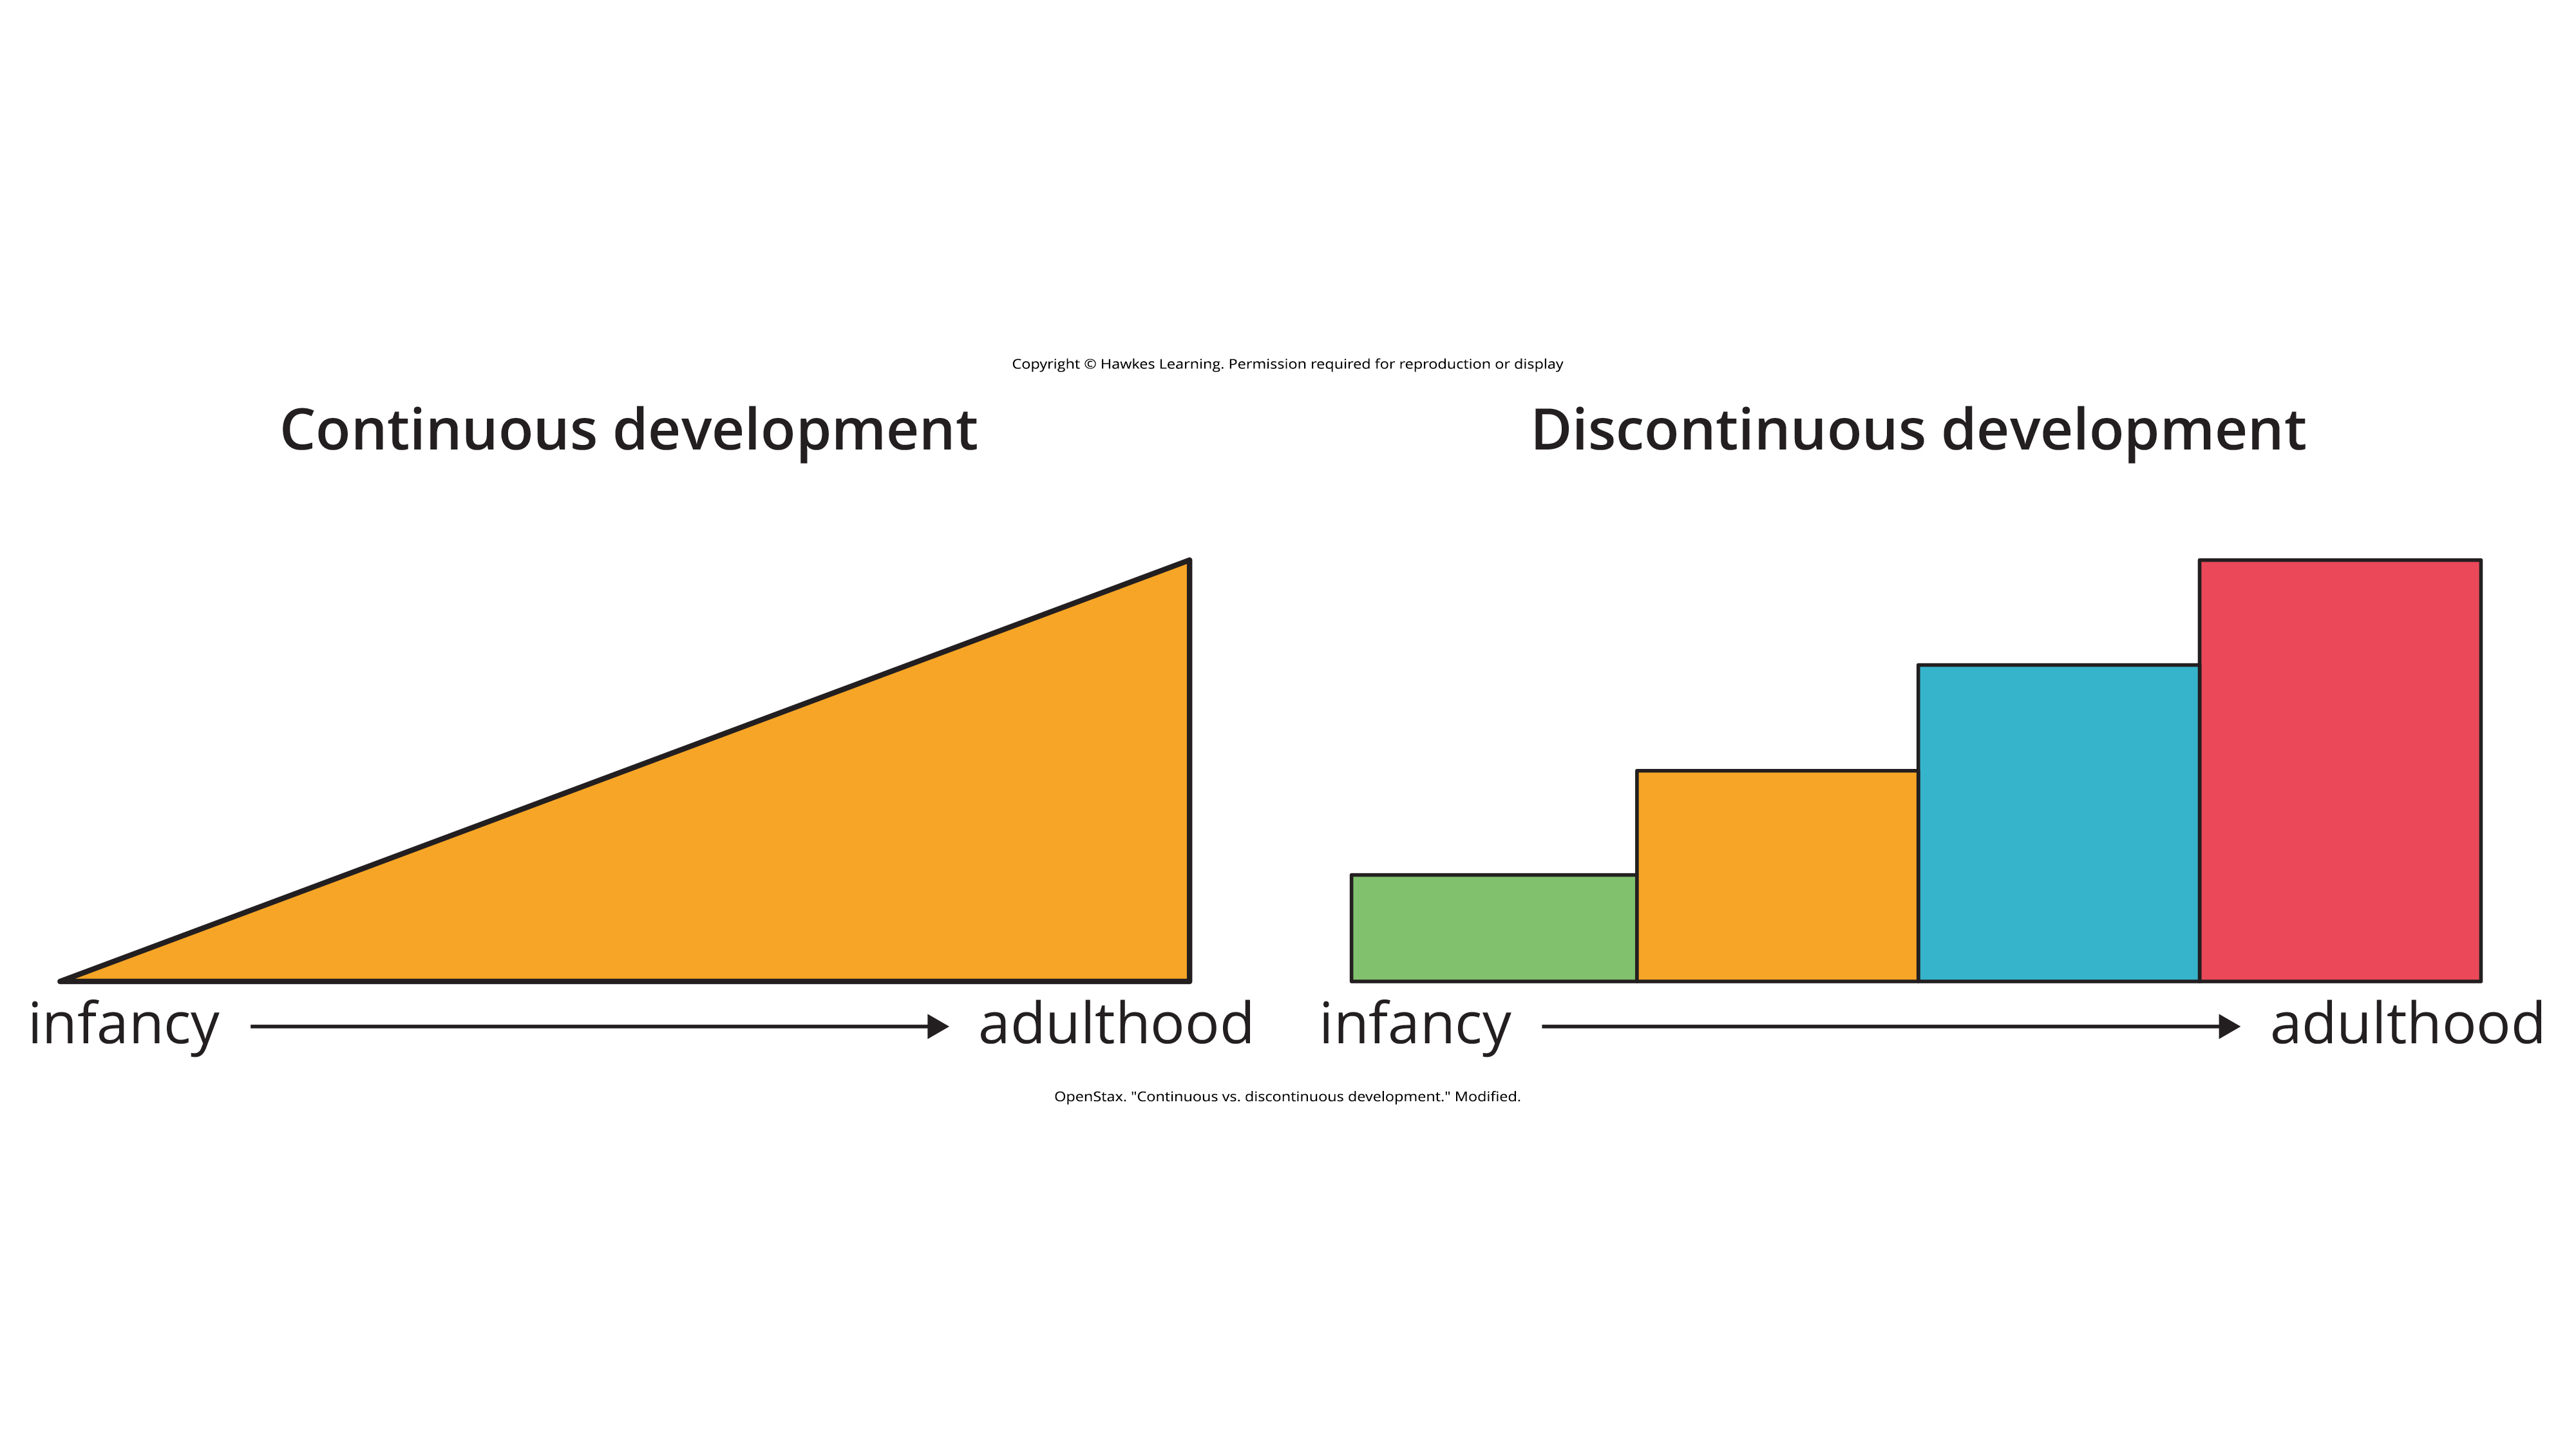 Copyright © Hawkes Learning. Permission required for reproduction or display
Continuous development
Discontinuous development
infancy
adulthood
infancy
adulthood
OpenStax. "Continuous vs. discontinuous development." Modified.